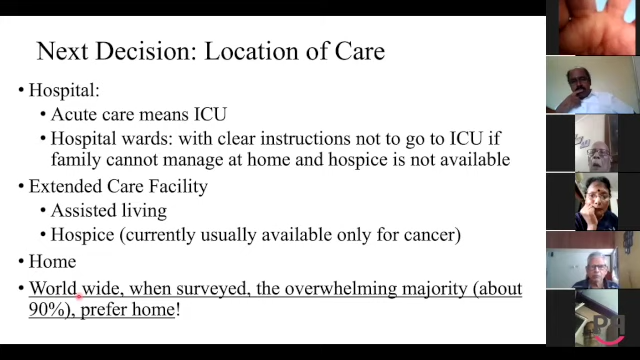 Next Decision: Location of Care
• Hospital:
• Acute care means ICU
• Hospital wards: with clear instructions not to go to ICU if
family cannot manage at home and hospice is not available
• Extended Care Facility
• Assisted living
• Hospice (currently usually available only for cancer)
• Home
• World wide, when surveyed, the overwhelming majority (about
90%), prefer home!
PH